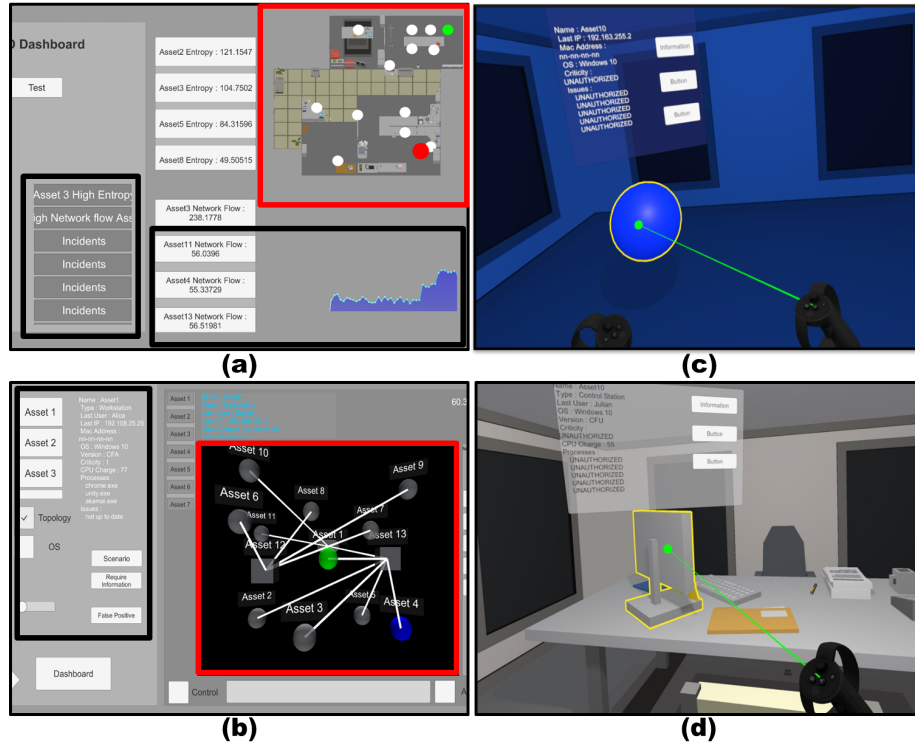 D Dashboard
Test
Asset 3 High Entropy
igh Network flow Ass
Incidents
Incidents
Incidents
Incidents
Asset2 Entropy : 121.1547
Asset3 Entropy : 104.7502
Asset5 Entropy : 84.31596
Asset8 Entropy : 49.50515
Asset3 Network Flow :
238.1778
Asset11 Network Flow :
56.0396
Asset4 Network Flow :
55.33729
Asset13 Network Flow :
56.51981
(a)
Name : Asset10
Last IP : 192.163.255.2
Mac Address :
nn-nn-nn-nn
OS : Windows 10
Criticity :
UNAUTHORIZED
Issues :
UNAUTHORIZED
UNAUTHORIZED
UNAUTHORIZED
UNAUTHORIZED
UNAUTHORIZED
Information
Button
Button
(c)
Asset 1
Asset 2
Asset 3
Topology
OS
Name : Asset1
Type : Workstation
Last User : Alice
Last IP : 192.108.25.25
Mac Address :
nn-nn-nn-nn
OS : Windows 10
Version : CFA
Criticity : 1
CPU Charge : 77
Processes :
chrome.exe
unity.exe
akamai.exe
Issues :
not up to date
Scenario
Require
Information
False Positive
Dashboard
Asset 1
Asset 2
Asset 3
Asset 4
Asset 5
Asset 6
Asset 7
60.3
Asset 10
Asset 9
Asset 6
Asset 8
Asset 11
Asset 7
Asset 12
Asset 1
Asset 13
Asset 2
Asset 3
Asset 4
Control
A
(b)
Name : Asset10
Type : Control Station
Last User : Julian
OS : Windows 10
Version : CFU
Criticity :
UNAUTHORIZED
CPU Charge : 55
Processes :
UNAUTHORIZED
UNAUTHORIZED
UNAUTHORIZED
UNAUTHORIZED
UNAUTHORIZED
Information
Button
Button
(d)